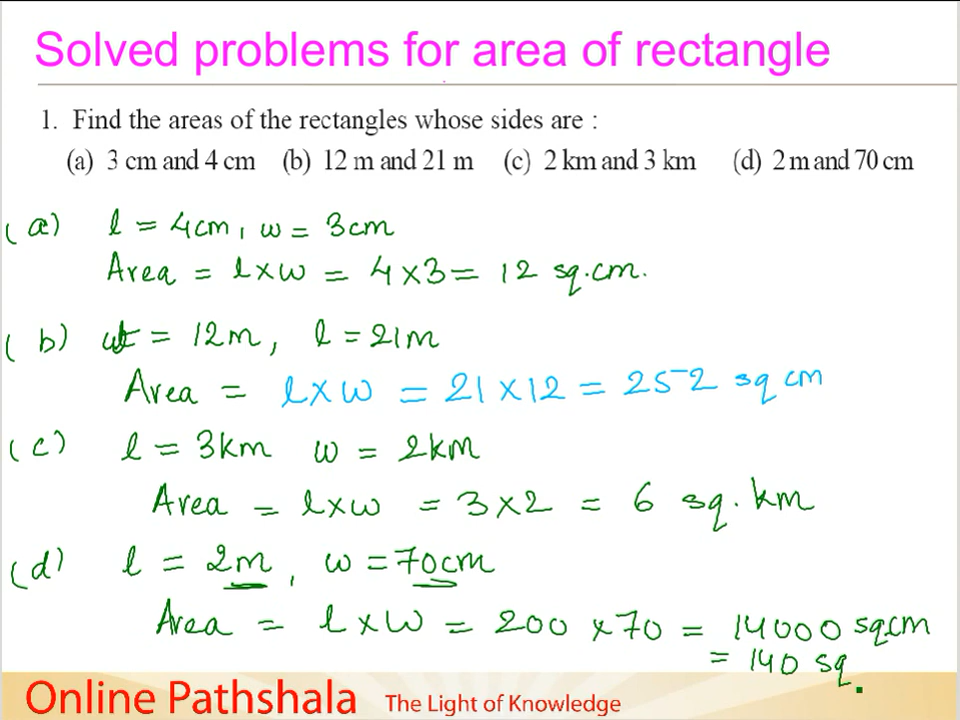 Solved problems for area of rectangle
1. Find the areas of the rectangles whose sides are :
(a) 3 cm and 4 cm (b) 12 m and 21 m (c) 2 km and 3 km (d) 2 m and 70 cm
(a) l = 4cm, w = 3cm
Area = l×w = 4×3 = 12 sq.cm.
(b) w = 12m, l = 21m
Area = l×w = 21×12 = 252 sq cm
(c) l = 3km w = 2km
Area = l×w = 3×2 = 6 sq. km
(d) l = 2m, w = 70cm
Area = l×w = 200×70 = 14000 sq.cm
= 140 sq
Online Pathshala The Light of Knowledge